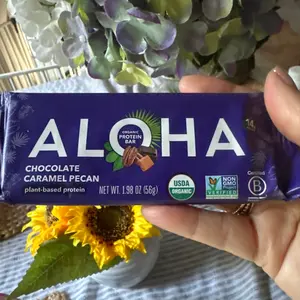 ALOHA
ORGANIC
PROTEIN
BAR
CHOCOLATE
CARAMEL PECAN
plant-based protein
NET WT. 1.98 OZ (56g)
USDA
ORGANIC
NON
GMO
VERIFIED
Certified
B